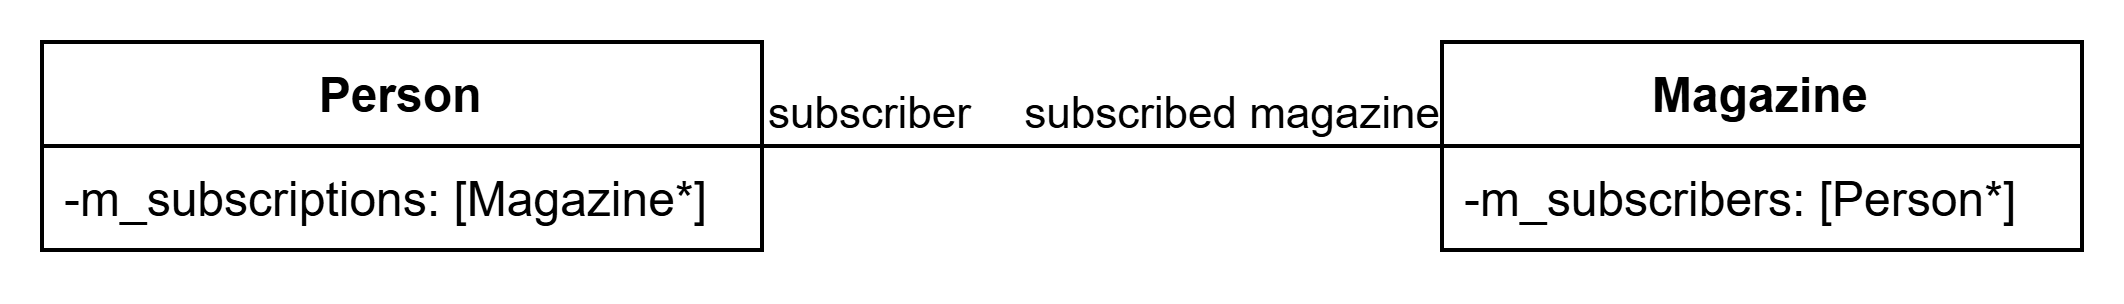 Person
-m_subscriptions: [Magazine*]
subscriber
subscribed magazine
Magazine
-m_subscribers: [Person*]